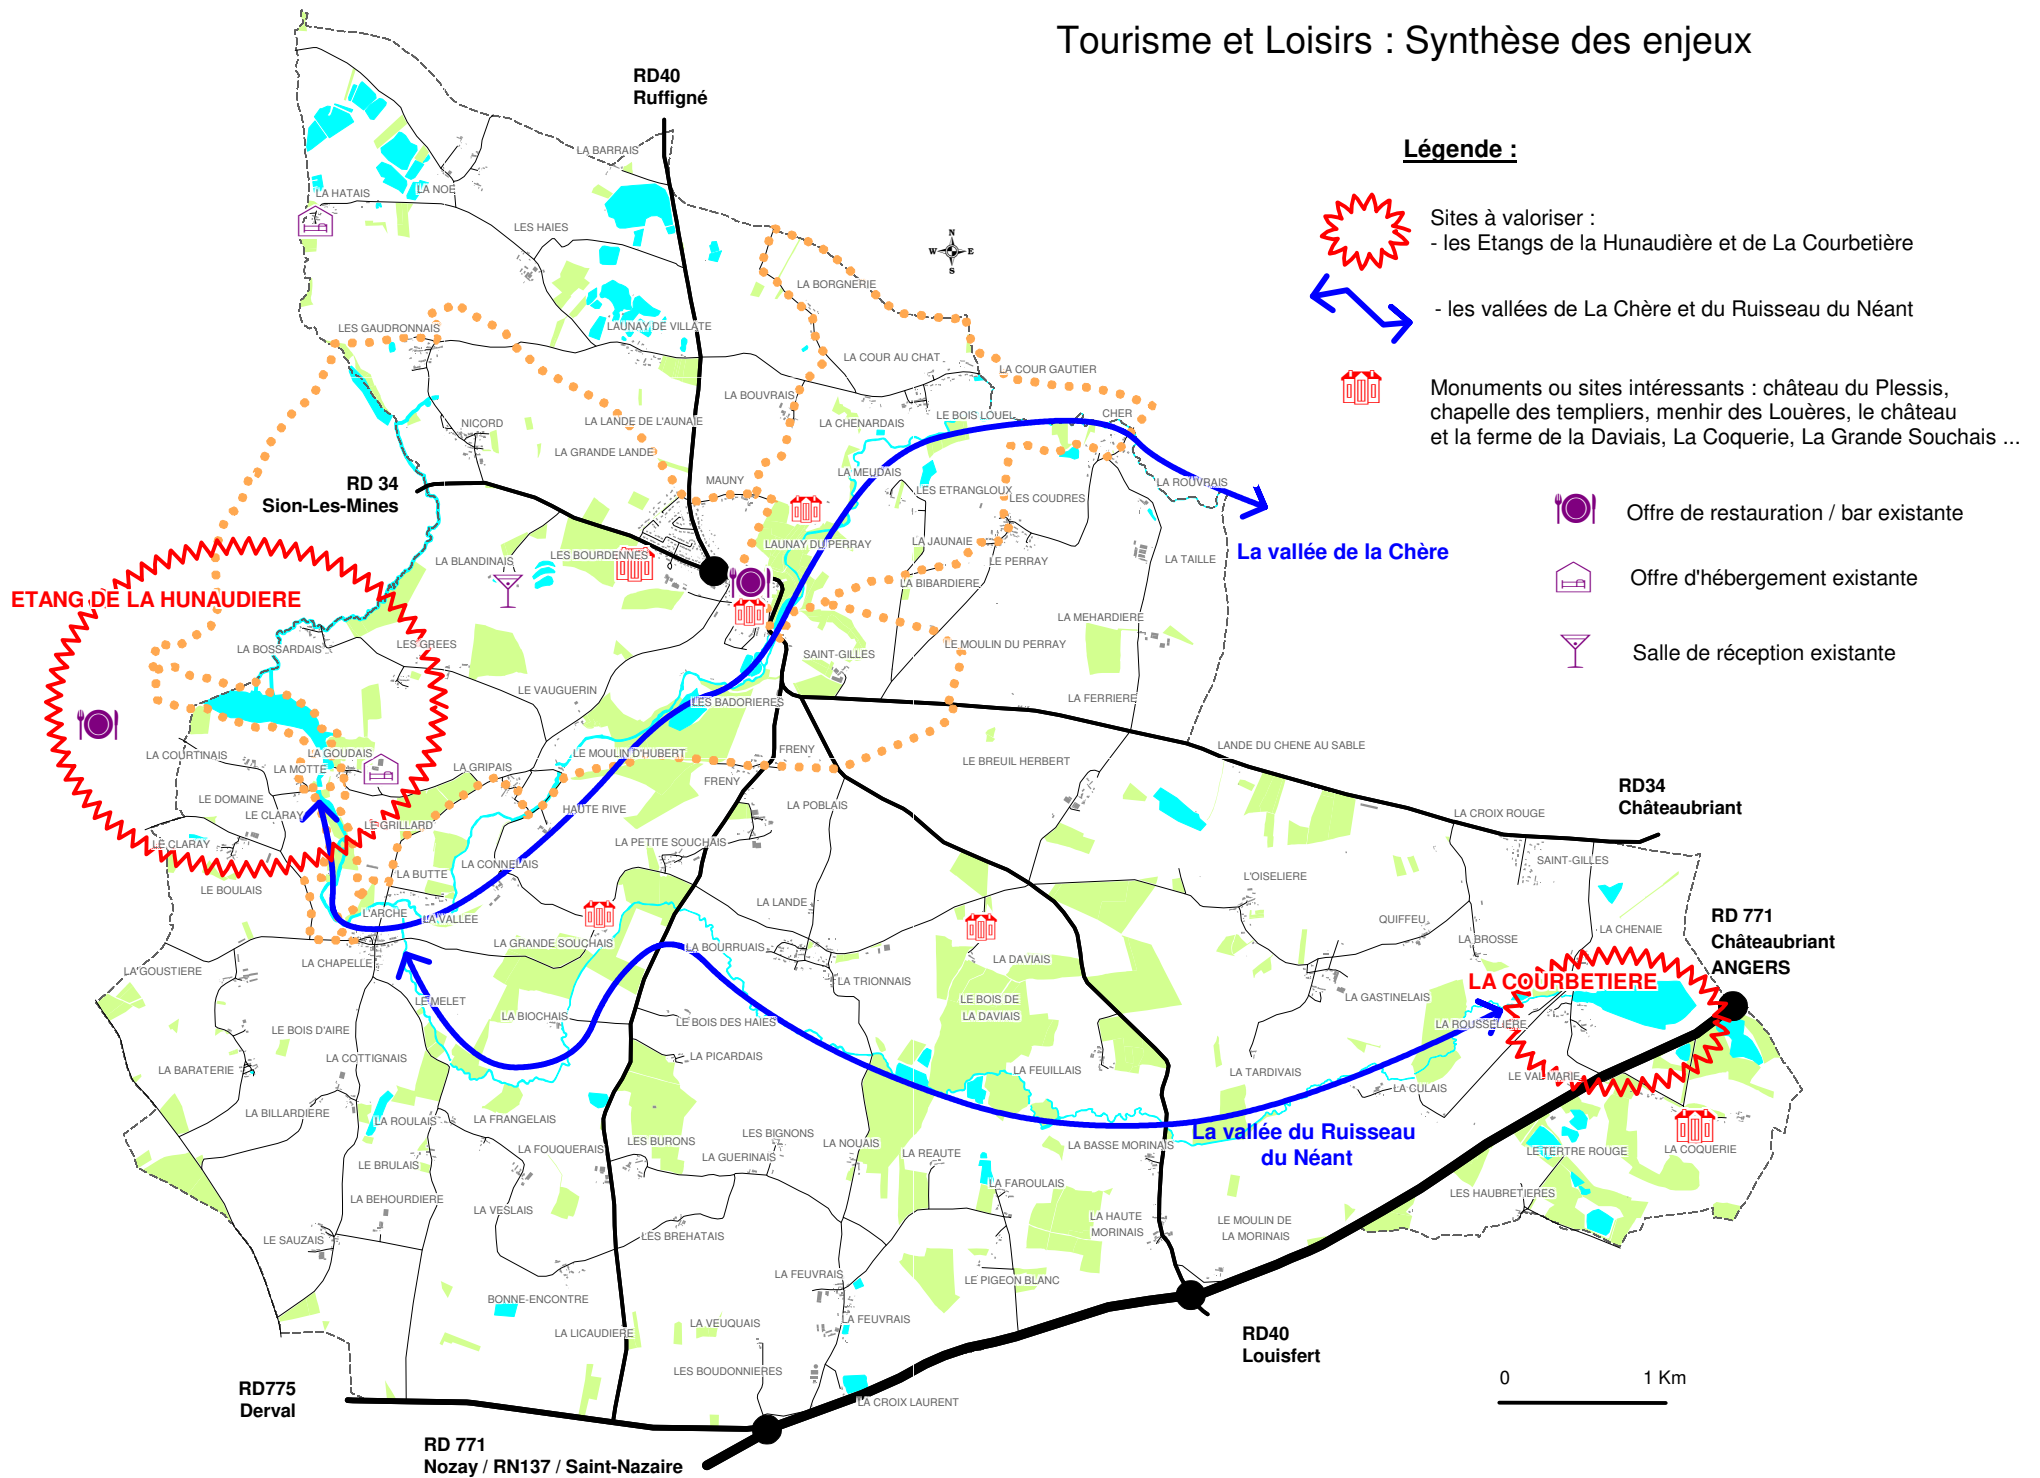 Tourisme et Loisirs : Synthèse des enjeux
RD40
Ruffigné
Légende :
Sites à valoriser :
- les Etangs de la Hunaudière et de La Courbetière
- les vallées de La Chère et du Ruisseau du Néant
Monuments ou sites intéressants : château du Plessis,
chapelle des templiers, menhir des Louères, le château
et la ferme de la Daviais, La Coquerie, La Grande Souchais ...
Offre de restauration / bar existante
Offre d'hébergement existante
Salle de réception existante
N
W E
S
LA BARRAIS
LA HATAIS
LA NOE
LES HAIES
LA BORGNERIE
LES GAUDRONNAIS
LAUNAY DE VILLATE
LA COUR AU CHAT
LA COUR GAUTIER
LA BOUVRAIS
NICORD
LA LANDE DE L'AUNAIE
LA CHENARDAIS
LE BOIS LOUEL
CHER
LA GRANDE LANDE
MAUNY
LA MEUDAIS
LES ETRANGLOUX
LES COUDRES
LA ROUVRAIS
RD 34
Sion-Les-Mines
LA BLANDINAIS
LES BOURDENNES
LAUNAY DU PERRAY
LA JAUNAIE
LE PERRAY
LA TAILLE
La vallée de la Chère
LA BIBARDIERE
ETANG DE LA HUNAUDIERE
LA MEHARDIERE
LA BOSSARDAIS
LES GREES
SAINT-GILLES
LE MOULIN DU PERRAY
LE VAUGUERIN
LES BADORIERES
LA FERRIERE
LA COURTINAIS
LA GOUDAIS
LA MOTTE
LA GRIPAIS
LE MOULIN D'HUBERT
FRENY
FRENY
LE BREUIL HERBERT
LANDE DU CHENE AU SABLE
RD34
Châteaubriant
LE DOMAINE
LE CLARAY
LE GRILLARD
HAUTE RIVE
LA POBLAIS
LA CROIX ROUGE
LE CLARAY
LA PETITE SOUCHAIS
LA CONNELAIS
LA BUTTE
SAINT-GILLES
LE BOULAIS
L'OISELIERE
L'ARCHE
LA VALLEE
LA LANDE
QUIFFEU
RD 771
Châteaubriant
ANGERS
LA GRANDE SOUCHAIS
LA BOURRUAIS
LA BROSSE
LA CHENAIE
LA CHAPELLE
LA GOUSTIERE
LA DAVIAIS
LA TRIONNAIS
LA COURBETIERE
LE MELET
LA BIOCHAIS
LE BOIS DES HAIES
LE BOIS DE
LA DAVIAIS
LA GASTINELAIS
LA ROUSSELIERE
LE BOIS D'AIRE
LA COTTIGNAIS
LA PICARDAIS
LA BARATERIE
LA FEUILLAIS
LA TARDIVAIS
LE VAL MARIE
LA CULAIS
LA BILLARDIERE
LA ROULAIS
LA FRANGELAIS
LES BURONS
LES BIGNONS
LA NOUAIS
LA REAUTE
LA BASSE MORINAIS
La vallée du Ruisseau
du Néant
LE TERTRE ROUGE
LA COQUERIE
LA FOUQUERAIS
LA GUERINAIS
LE BRULAIS
LA FAROULAIS
LES HAUBRETIERES
LA BEHOURDIERE
LA VESLAIS
LA HAUTE
MORINAIS
LE MOULIN DE
LA MORINAIS
LE SAUZAIS
LES BREHATAIS
LA FEUVRAIS
LE PIGEON BLANC
BONNE-ENCONTRE
LA LICAUDIERE
LA VEUQUAIS
LA FEUVRAIS
RD40
Louisfert
LES BOUDONNIERES
LA CROIX LAURENT
0 1 Km
RD775
Derval
RD 771
Nozay / RN137 / Saint-Nazaire